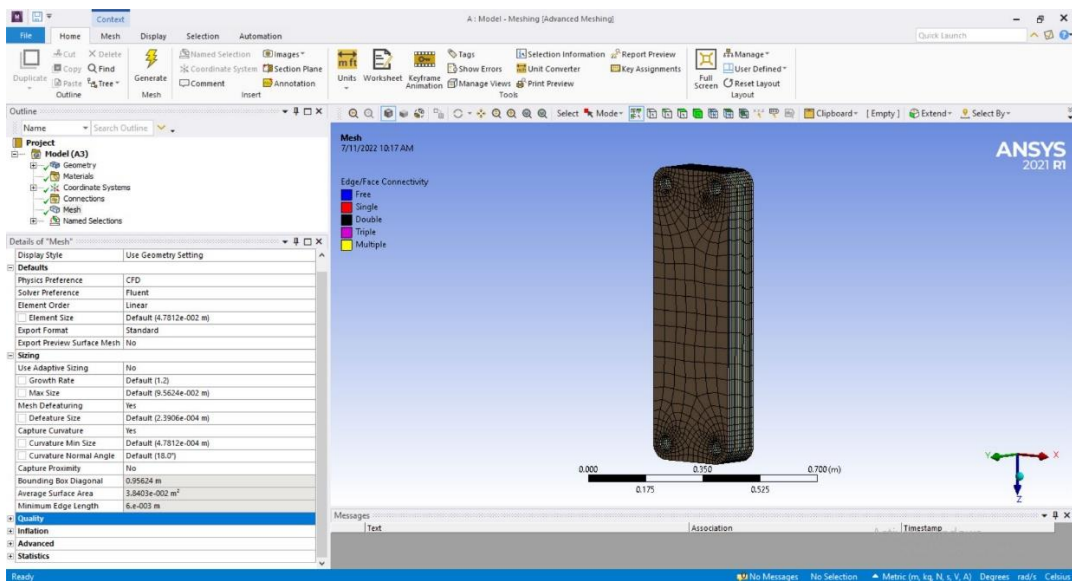 Context
A : Model - Meshing [Advanced Meshing]
File Home Mesh Display Selection Automation
Quick Launch
Duplicate
Cut
Copy
Paste
Delete
Find
Tree
Outline
Generate
Mesh
Named Selection
Coordinate System
Comment
Images
Section Plane
Annotation
Insert
Units
Worksheet
Keyframe
Animation
Tags
Show Errors
Manage Views
Selection Information
Unit Converter
Print Preview
Report Preview
Key Assignments
Tools
Full
Screen
Manage
User Defined
Reset Layout
Layout
Outline
Name Search Outline
Project
Model (A3)
Geometry
Materials
Coordinate Systems
Connections
Mesh
Named Selections
Select Mode Clipboard [ Empty ] Extend Select By
Details of "Mesh"
Display Style Use Geometry Setting
Defaults
Physics Preference CFD
Solver Preference Fluent
Element Order Linear
Element Size Default (4.7812e-002 m)
Export Format Standard
Export Preview Surface Mesh No
Sizing
Use Adaptive Sizing No
Growth Rate Default (1.2)
Max Size Default (9.5624e-002 m)
Mesh Defeaturing Yes
Defeature Size Default (2.3906e-004 m)
Capture Curvature Yes
Curvature Min Size Default (4.7812e-004 m)
Curvature Normal Angle Default (18.0°)
Capture Proximity No
Bounding Box Diagonal 0.95624 m
Average Surface Area 3.8403e-002 m²
Minimum Edge Length 6.e-003 m
Quality
Inflation
Advanced
Statistics
Mesh
7/11/2022 10:17 AM
Edge/Face Connectivity
Free
Single
Double
Triple
Multiple
ANSYS
2021 R1
0.000 0.350 0.700 (m)
0.175 0.525
Y X
Z
Messages
Text Association Timestamp
Ready No Messages No Selection Metric (m, kg, N, s, V, A) Degrees rad/s Celsius